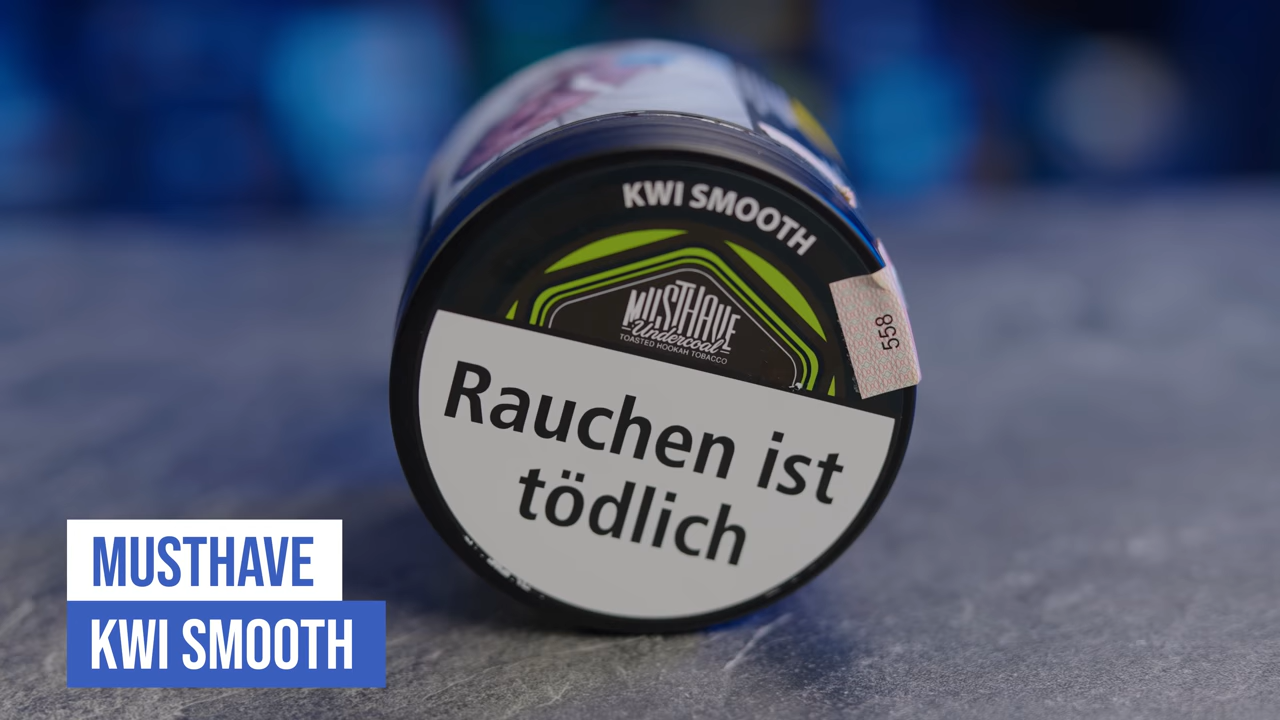 KWI SMOOTH
MUSTHAVE
Undercoal
TOASTED HOOKAH TOBACCO
558
Rauchen ist
tödlich
MUSTHAVE
KWI SMOOTH